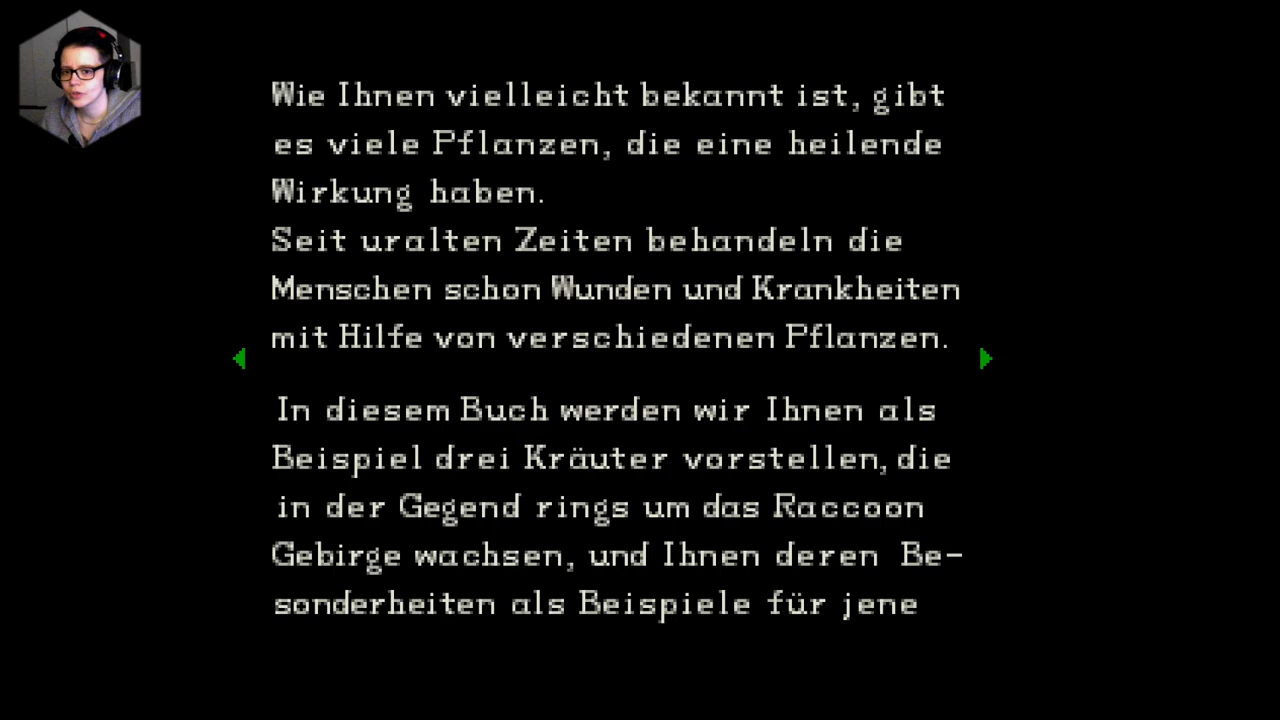 Wie Ihnen vielleicht bekannt ist, gibt
es viele Pflanzen, die eine heilende
Wirkung haben.
Seit uralten Zeiten behandeln die
Menschen schon Wunden und Krankheiten
mit Hilfe von verschiedenen Pflanzen.
In diesem Buch werden wir Ihnen als
Beispiel drei Kräuter vorstellen, die
in der Gegend rings um das Raccoon
Gebirge wachsen, und Ihnen deren Be-
sonderheiten als Beispiele für jene